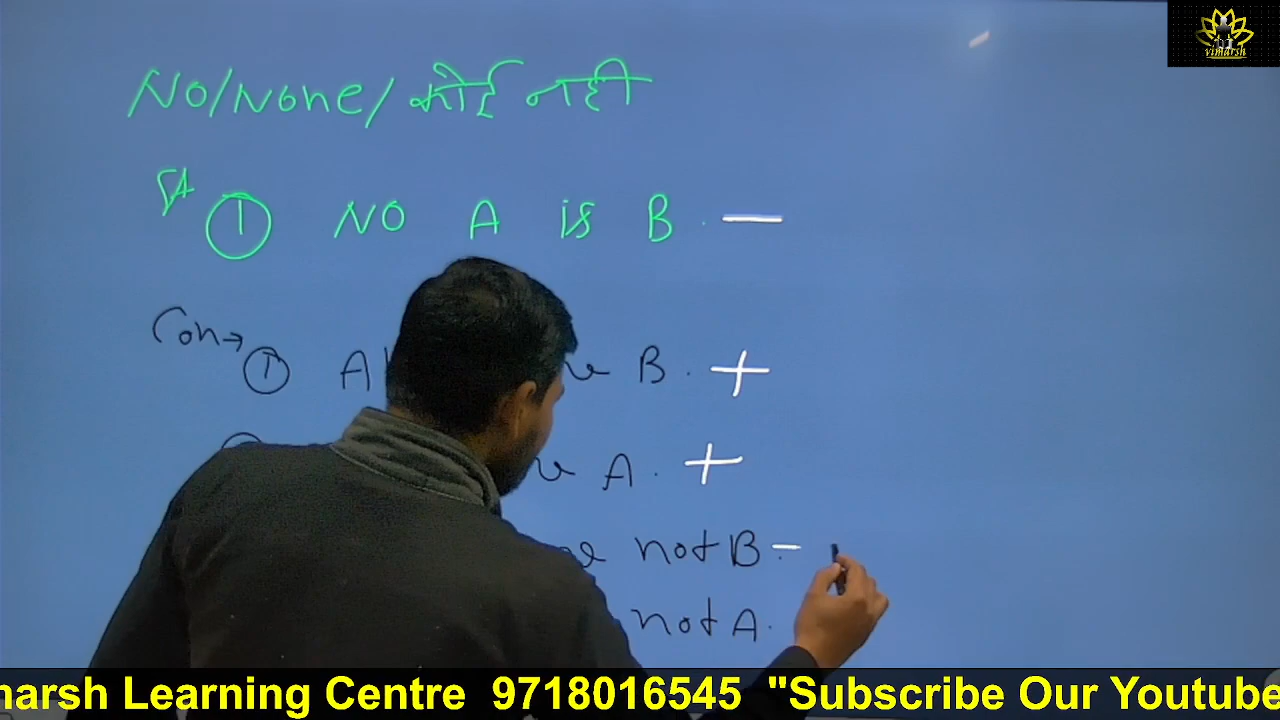 vimarsh
No/None/ कोई नही
① NO A is B. —
Con→ ① B. +
A. +
not B. —
not A.
marsh Learning Centre 9718016545 "Subscribe Our Youtube